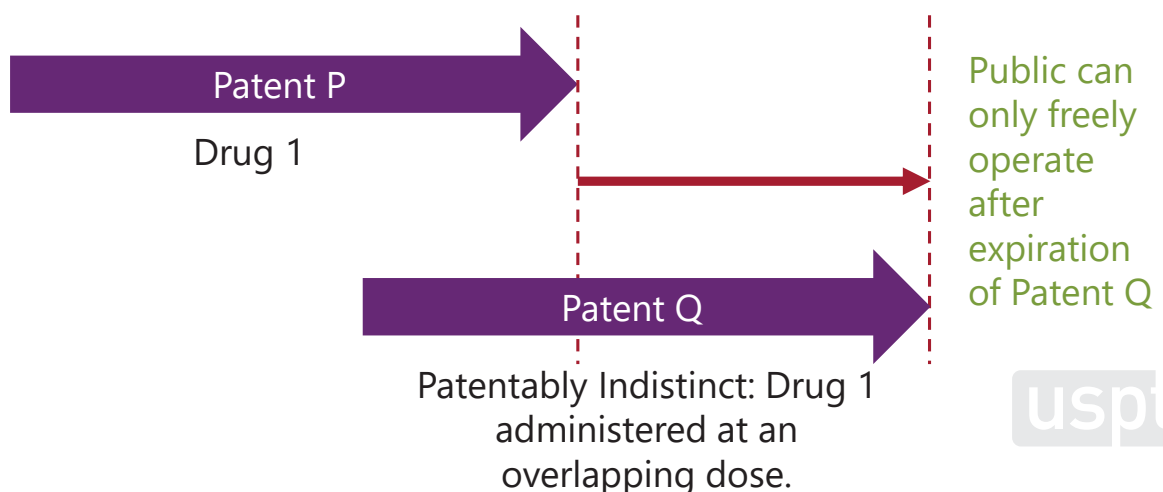 Patent P
Drug 1
Public can
only freely
operate
after
expiration
of Patent Q
Patent Q
Patentably Indistinct: Drug 1
administered at an
overlapping dose.